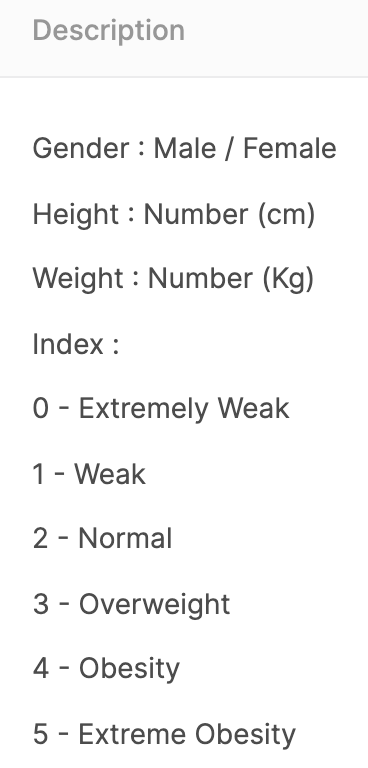 Description
Gender : Male / Female
Height : Number (cm)
Weight : Number (Kg)
Index :
0 - Extremely Weak
1 - Weak
2 - Normal
3 - Overweight
4 - Obesity
5 - Extreme Obesity